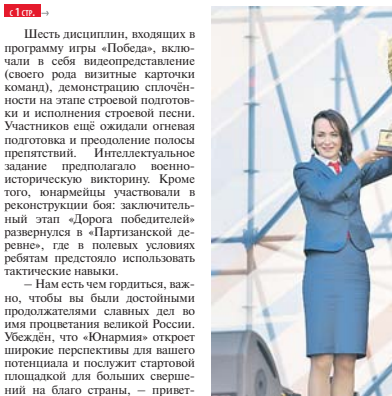 с 1 стр. →
Шесть дисциплин, входящих в
программу игры «Победа», вклю-
чали в себя видеопредставление
(своего рода визитные карточки
команд), демонстрацию сплочён-
ности на этапе строевой подготов-
ки и исполнения строевой песни.
Участников ещё ожидали огневая
подготовка и преодоление полосы
препятствий. Интеллектуальное
задание предполагало военно-
историческую викторину. Кроме
того, юнармейцы участвовали в
реконструкции боя: заключитель-
ный этап «Дорога победителей»
развернулся в «Партизанской де-
ревне», где в полевых условиях
ребятам предстояло использовать
тактические навыки.
– Нам есть чем гордиться, важ-
но, чтобы вы были достойными
продолжателями славных дел во
имя процветания великой России.
Убеждён, что «Юнармия» откроет
широкие перспективы для вашего
потенциала и послужит стартовой
площадкой для больших сверше-
ний на благо страны, – привет-